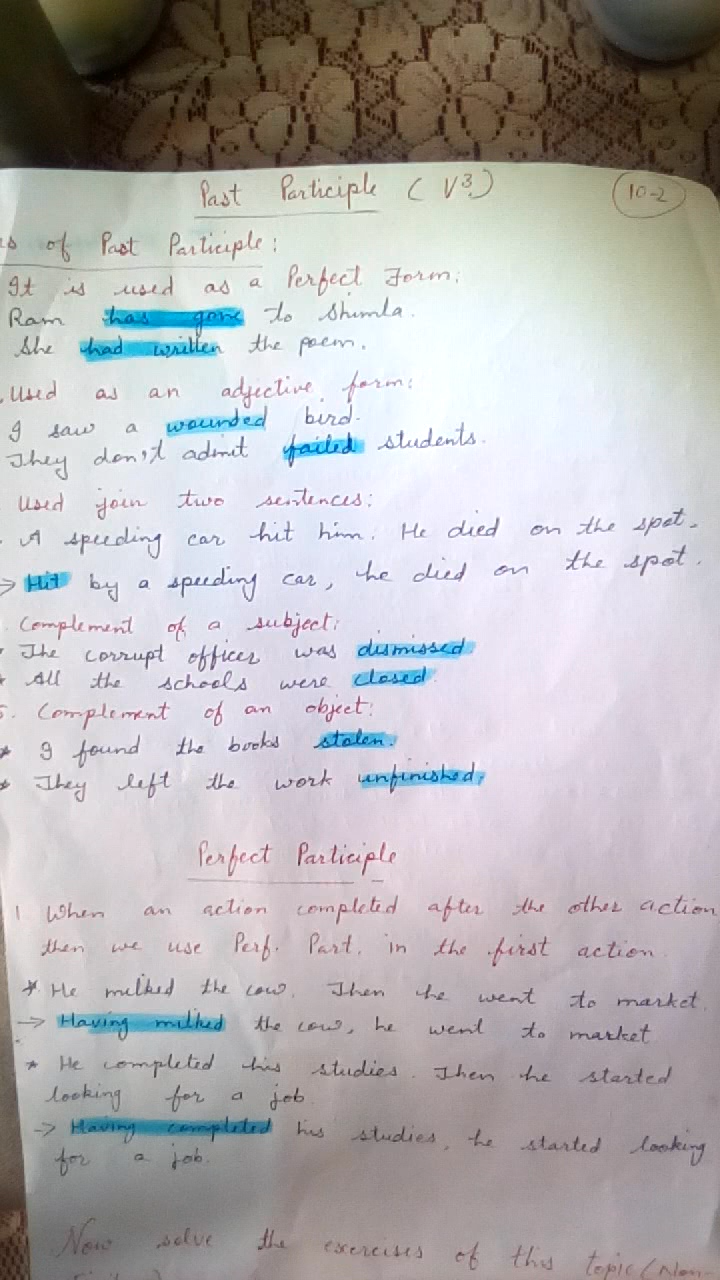 Past Participle (V3.)
10-2
of Past Participle:
It is used as a Perfect Form:
Ram has gone to Shimla.
She had written the poem.
Used as an adjective form:
I saw a wounded bird.
They don't admit failed students.
Used join two sentences:
A speeding car hit him. He died on the spot.
→ Hit by a speeding car, he died on the spot.
Complement of a subject:
* The corrupt officer was dismissed.
* All the schools were closed.
5. Complement of an object:
* I found the books stolen.
* They left the work unfinished.
Perfect Participle
1 When an action completed after the other action
then we use Perf. Part. in the first action.
* He milked the cow. Then he went to market.
→ Having milked the cow, he went to market
* He completed his studies. Then he started
looking for a job.
→ Having completed his studies, he started looking
for a job.
Now solve the exercises of this topic (Non-